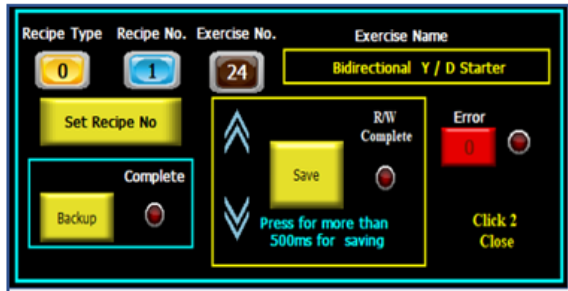 Recipe Type Recipe No. Exercise No. Exercise Name
0 1 24 Bidirectional Y / D Starter
Set Recipe No
R/W
Complete
Error
0
Complete
Save
Backup
Press for more than
500ms for saving
Click 2
Close